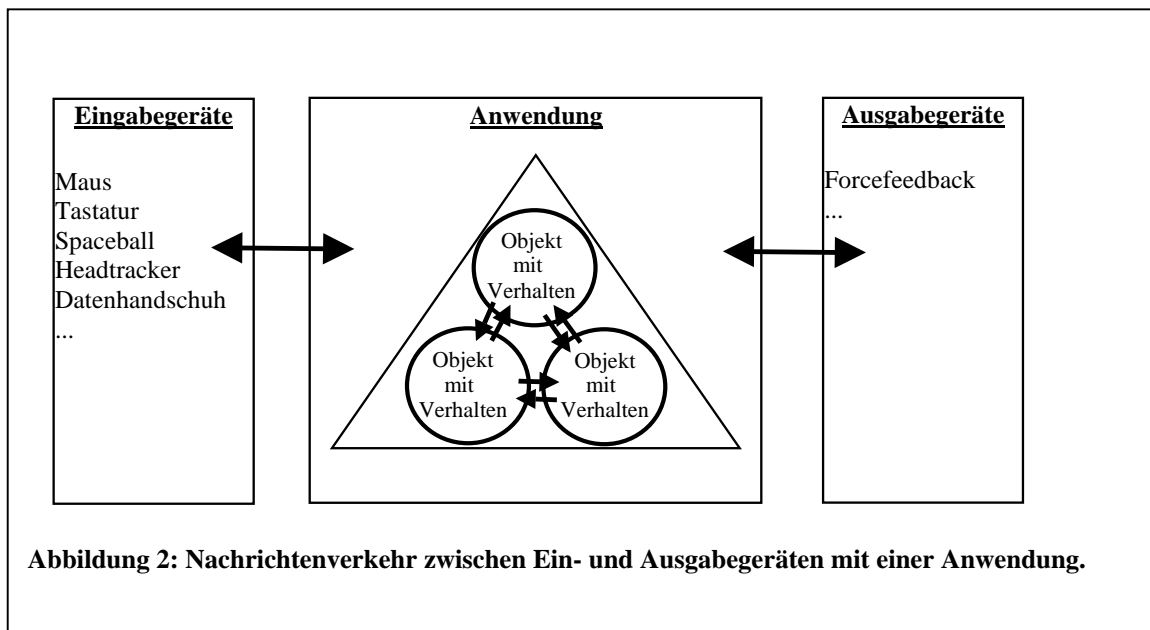 Eingabegeräte
Maus
Tastatur
Spaceball
Headtracker
Datenhandschuh
...
Anwendung
Objekt
mit
Verhalten
Objekt
mit
Verhalten
Objekt
mit
Verhalten
Ausgabegeräte
Forcefeedback
...
Abbildung 2: Nachrichtenverkehr zwischen Ein- und Ausgabegeräten mit einer Anwendung.